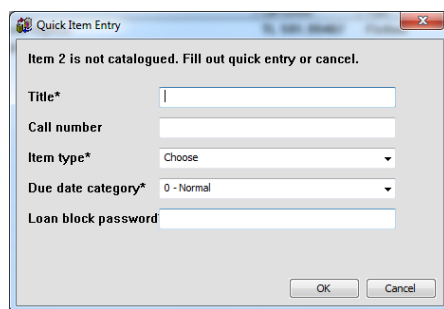 Quick Item Entry
Item 2 is not catalogued. Fill out quick entry or cancel.
Title*
Call number
Item type* Choose
Due date category* 0 - Normal
Loan block password
OK Cancel